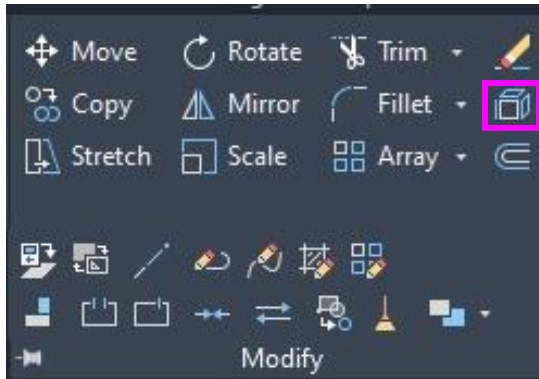 Move Rotate Trim
Copy Mirror Fillet
Stretch Scale Array
Modify